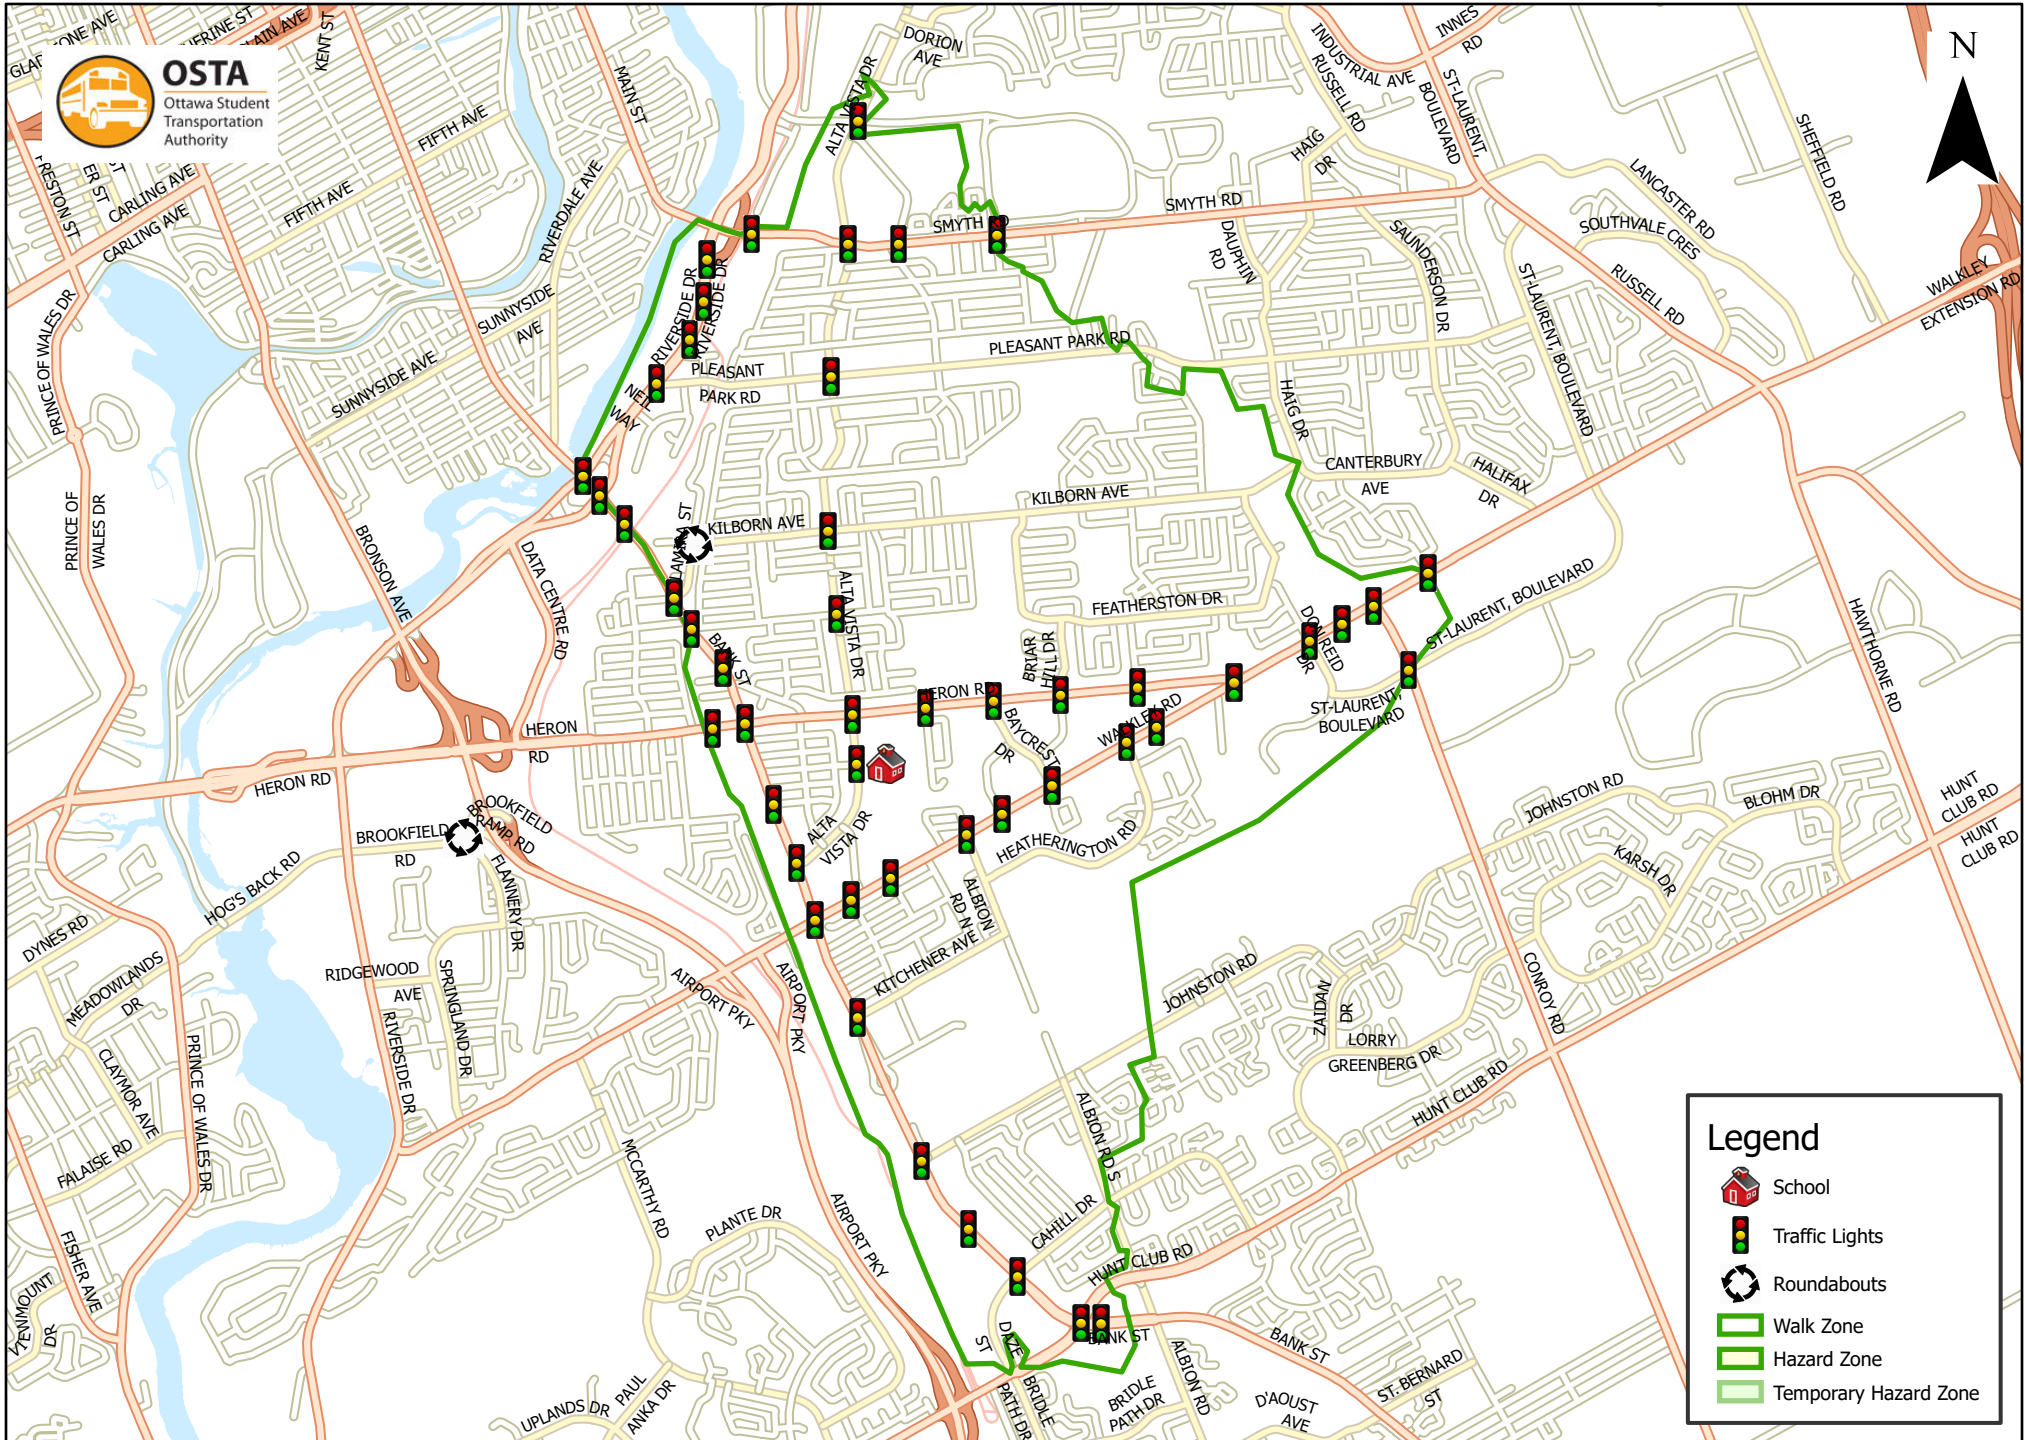 OSTA
Ottawa Student
Transportation
Authority
KENT ST
MAIN ST
DORION
AVE
INDUSTRIAL AVE
INNES
RD
RUSSELL RD
ST-LAURENT,
BOULEVARD
N
FIFTH AVE
FIFTH AVE
CARLING AVE
CARLING AVE
RIVERDALE AVE
ALTA VISTA DR
HAIG
DR
SHEFFIELD RD
LANCASTER RD
SOUTHVALE CRES
SMYTH RD
SMYTH RD
DAUPHIN
RD
SAUNDERSON DR
ST-LAURENT, BOULEVARD
RUSSELL RD
WALKLEY
EXTENSION RD
PRINCE OF WALES DR
SUNNYSIDE
AVE
SUNNYSIDE AVE
RIVERSIDE DR
RIVERSIDE DR
NEIL
WAY
PLEASANT
PARK RD
PLEASANT PARK RD
HAIG DR
CANTERBURY
AVE
HALIFAX
DR
PRINCE OF
WALES DR
BRONSON AVE
DATA CENTRE RD
KILBORN AVE
KILBORN AVE
ALTA VISTA DR
FEATHERSTON DR
BRIAR
HILL DR
DON REID
DR
ST-LAURENT, BOULEVARD
HAWTHORNE RD
BANK ST
HERON RD
WALKLEY RD
BAYCREST
DR
ST-LAURENT,
BOULEVARD
HERON
RD
HERON RD
BROOKFIELD
RAMP RD
BROOKFIELD
RD
HOG'S BACK RD
FLANNERY DR
ALTA
VISTA DR
HEATHERINGTON RD
ALBION
RD N
KITCHENER AVE
JOHNSTON RD
BLOHM DR
KARSH DR
HUNT
CLUB RD
HUNT
CLUB RD
DYNES RD
MEADOWLANDS
DR
RIDGEWOOD
AVE
SPRINGLAND DR
AIRPORT PKY
AIRPORT PKY
JOHNSTON RD
ZAIDAN
DR
LORRY
GREENBERG DR
CONROY RD
HUNT CLUB RD
CLAYMOR AVE
PRINCE OF WALES DR
RIVERSIDE DR
FALAISE RD
MCCARTHY RD
ALBION RD S
CAHILL DR
HUNT CLUB RD
PLANTE DR
AIRPORT PKY
FISHER AVE
VIEWMOUNT
DR
DAZE
ST
BANK ST
BANK ST
ALBION RD
BRIDLE
PATH DR
BRIDLE
PATH DR
D'AOUST
AVE
ST. BERNARD
ST
UPLANDS DR
PAUL
ANKA DR
Legend
School
Traffic Lights
Roundabouts
Walk Zone
Hazard Zone
Temporary Hazard Zone